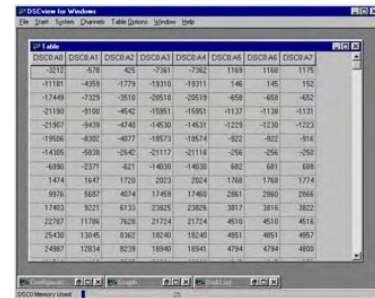 DSCview for Windows
File Start System Channels Table Options Window Help
Table
DSC0:A0 DSC0:A1 DSC0:A2 DSC0:A3 DSC0:A4 DSC0:A5 DSC0:A6 DSC0:A7
-3212 -578 425 -7361 -7362 1169 1168 1175
-11181 -4359 -1779 -19310 -19311 146 145 152
-17449 -7329 -3510 -20518 -20519 -658 -658 -652
-21190 -9100 -4542 -15951 -15951 -1137 -1138 -1131
-21907 -9439 -4740 -14530 -14531 -1229 -1230 -1223
-19506 -8302 -4077 -18573 -18574 -922 -922 -916
-14305 -5838 -2642 -21117 -21118 -256 -256 -250
-6990 -2371 -621 -14030 -14030 682 681 688
1474 1647 1720 2023 2024 1768 1768 1774
9976 5687 4074 17459 17460 2861 2860 2866
17403 9221 6133 23825 23826 3817 3816 3822
22787 11786 7628 21724 21724 4510 4510 4516
25430 13045 8362 18240 18240 4851 4851 4857
24987 12834 8239 18940 18941 4794 4794 4800
Graph
DSC0 Memory Used